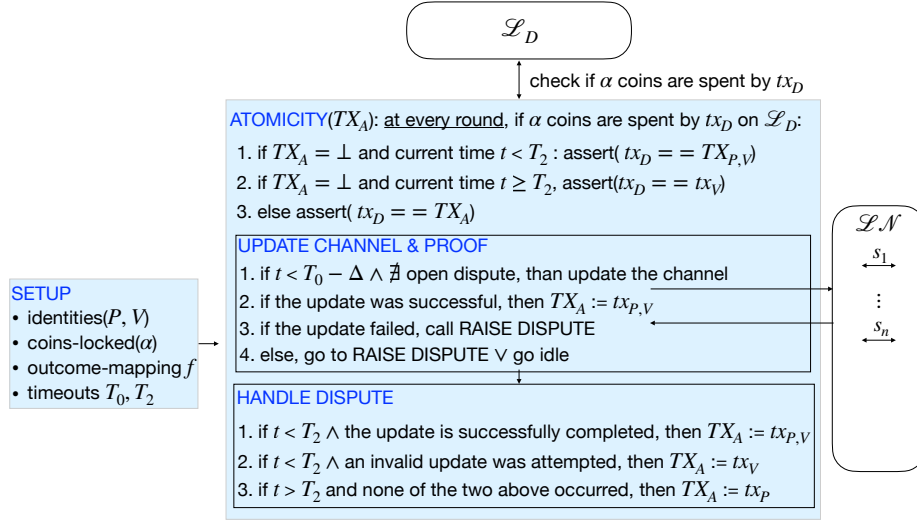 ℒ_D
check if α coins are spent by tx_D
ATOMICITY(TX_A): at every round, if α coins are spent by tx_D on ℒ_D:
1. if TX_A = ⊥ and current time t < T_2 : assert( tx_D == TX_{P,V})
2. if TX_A = ⊥ and current time t ≥ T_2, assert(tx_D == tx_V)
3. else assert( tx_D == TX_A)
UPDATE CHANNEL & PROOF
1. if t < T_0 − Δ ∧ ∄ open dispute, than update the channel
2. if the update was successful, then TX_A := tx_{P,V}
3. if the update failed, call RAISE DISPUTE
4. else, go to RAISE DISPUTE ∨ go idle
HANDLE DISPUTE
1. if t < T_2 ∧ the update is successfully completed, then TX_A := tx_{P,V}
2. if t < T_2 ∧ an invalid update was attempted, then TX_A := tx_V
3. if t > T_2 and none of the two above occurred, then TX_A := tx_P
SETUP
• identities(P, V)
• coins-locked(α)
• outcome-mapping f
• timeouts T_0, T_2
ℒ𝒩
s_1
⋮
s_n